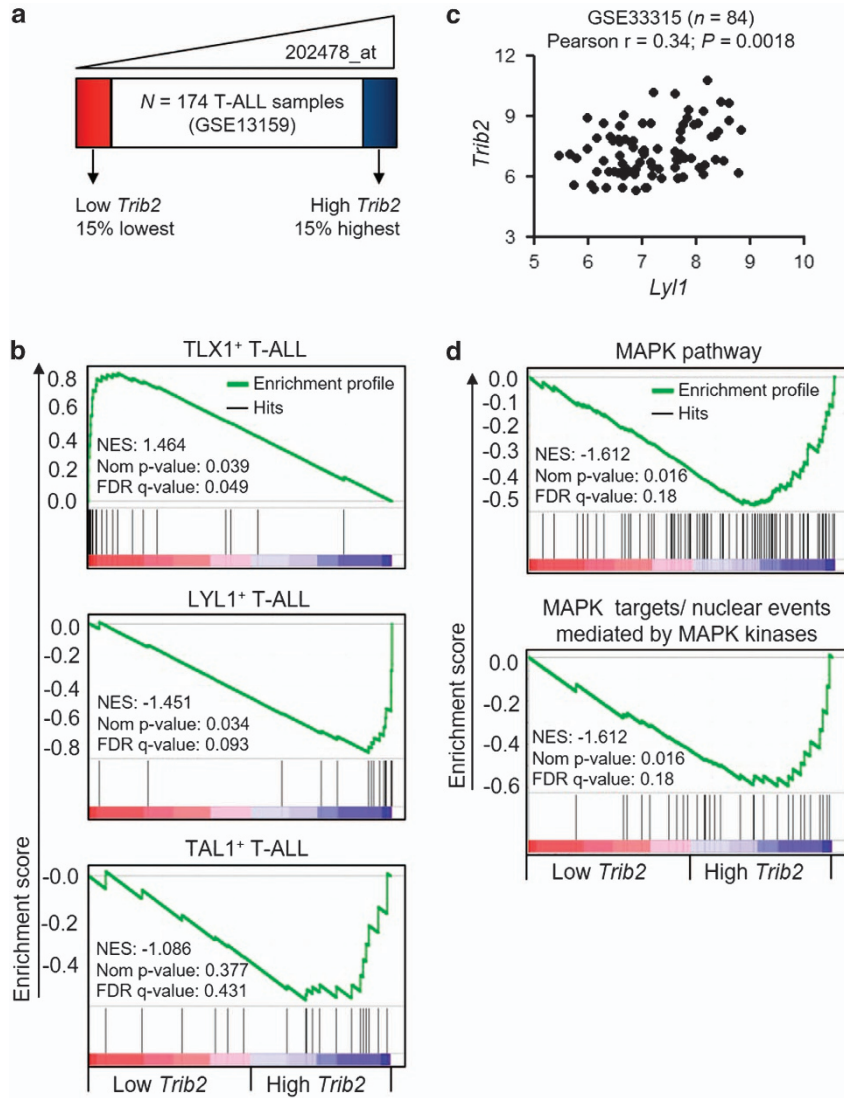 a
202478_at
N = 174 T-ALL samples
(GSE13159)
Low Trib2
15% lowest
High Trib2
15% highest
c
GSE33315 (n = 84)
Pearson r = 0.34; P = 0.0018
12
9
6
3
Trib2
5
6
7
8
9
10
Lyl1
b
TLX1+ T-ALL
0.8
0.6
0.4
0.2
0.0
Enrichment profile
Hits
NES: 1.464
Nom p-value: 0.039
FDR q-value: 0.049
LYL1+ T-ALL
0.0
-0.2
-0.4
-0.6
-0.8
NES: -1.451
Nom p-value: 0.034
FDR q-value: 0.093
TAL1+ T-ALL
-0.0
-0.2
-0.4
NES: -1.086
Nom p-value: 0.377
FDR q-value: 0.431
Enrichment score
Low Trib2
High Trib2
d
MAPK pathway
0.0
-0.1
-0.2
-0.3
-0.4
-0.5
Enrichment profile
Hits
NES: -1.612
Nom p-value: 0.016
FDR q-value: 0.18
MAPK targets/ nuclear events
mediated by MAPK kinases
0.0
-0.2
-0.4
-0.6
NES: -1.612
Nom p-value: 0.016
FDR q-value: 0.18
Enrichment score
Low Trib2
High Trib2